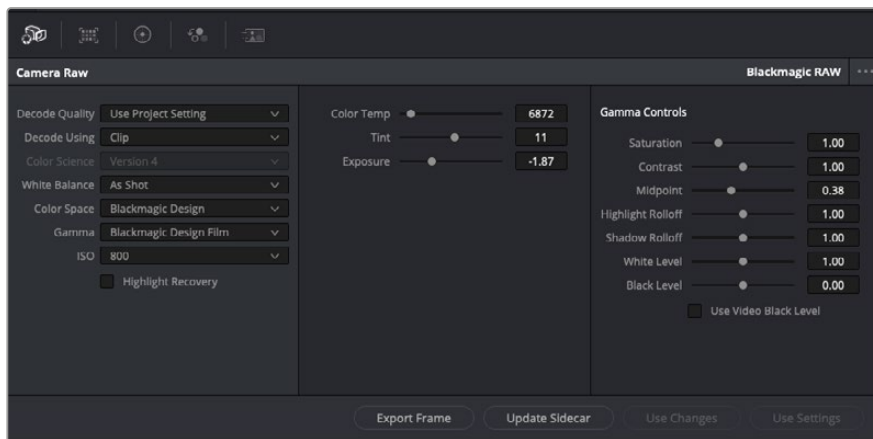 Camera Raw
Blackmagic RAW
Decode Quality Use Project Setting
Decode Using Clip
Color Science Version 4
White Balance As Shot
Color Space Blackmagic Design
Gamma Blackmagic Design Film
ISO 800
Highlight Recovery
Color Temp 6872
Tint 11
Exposure -1.87
Gamma Controls
Saturation 1.00
Contrast 1.00
Midpoint 0.38
Highlight Rolloff 1.00
Shadow Rolloff 1.00
White Level 1.00
Black Level 0.00
Use Video Black Level
Export Frame
Update Sidecar
Use Changes
Use Settings